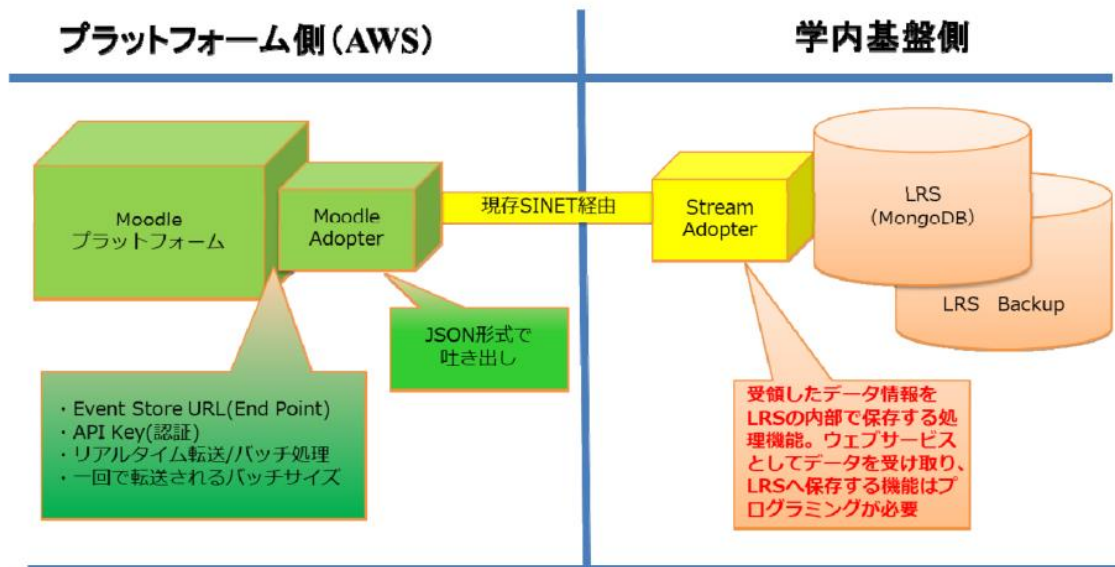 プラットフォーム側(AWS)
学内基盤側
Moodle
プラットフォーム
Moodle
Adopter
現存SINET経由
Stream
Adopter
LRS
(MongoDB)
LRS Backup
JSON形式で
吐き出し
・Event Store URL(End Point)
・API Key(認証)
・リアルタイム転送/バッチ処理
・一回で転送されるバッチサイズ
受領したデータ情報を
LRSの内部で保存する処
理機能。ウェブサービス
としてデータを受け取り、
LRSへ保存する機能はプ
ログラミングが必要